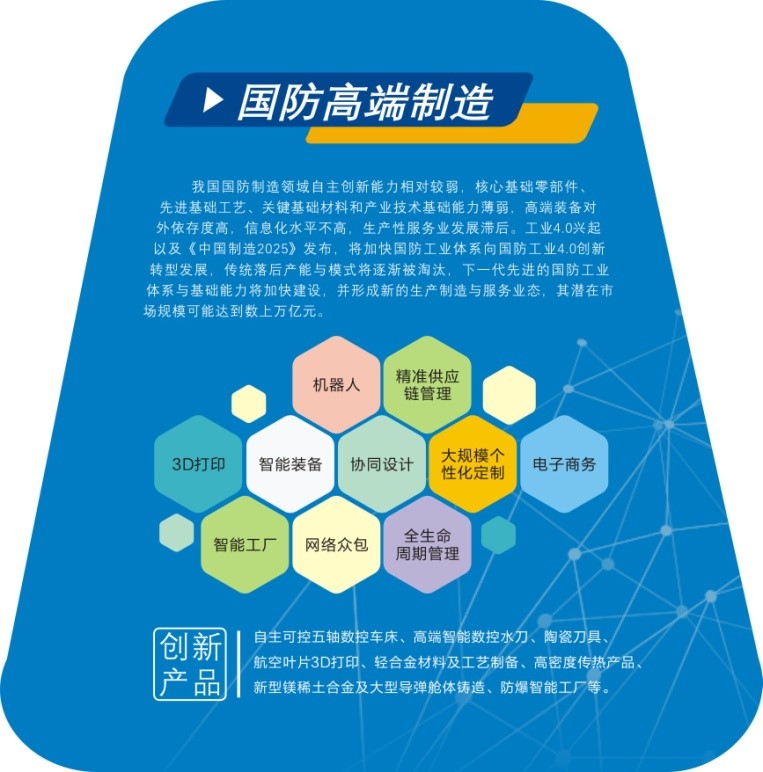 国防高端制造
我国国防制造领域自主创新能力相对较弱，核心基础零部件、
先进基础工艺、关键基础材料和产业技术基础能力薄弱，高端装备对
外依存度高，信息化水平不高，生产性服务业发展滞后。工业4.0兴起
以及《中国制造2025》发布，将加快国防工业体系向国防工业4.0创新
转型发展，传统落后产能与模式将逐渐被淘汰，下一代先进的国防工业
体系与基础能力将加快建设，并形成新的生产制造与服务业态，其潜在市
场规模可能达到数上万亿元。
机器人
精准供应
链管理
3D打印
智能装备
协同设计
大规模个
性化定制
电子商务
智能工厂
网络众包
全生命
周期管理
创新
产品
自主可控五轴数控车床、高端智能数控水刀、陶瓷刀具、
航空叶片3D打印、轻合金材料及工艺制备、高密度传热产品、
新型镁稀土合金及大型导弹舱体铸造、防爆智能工厂等。